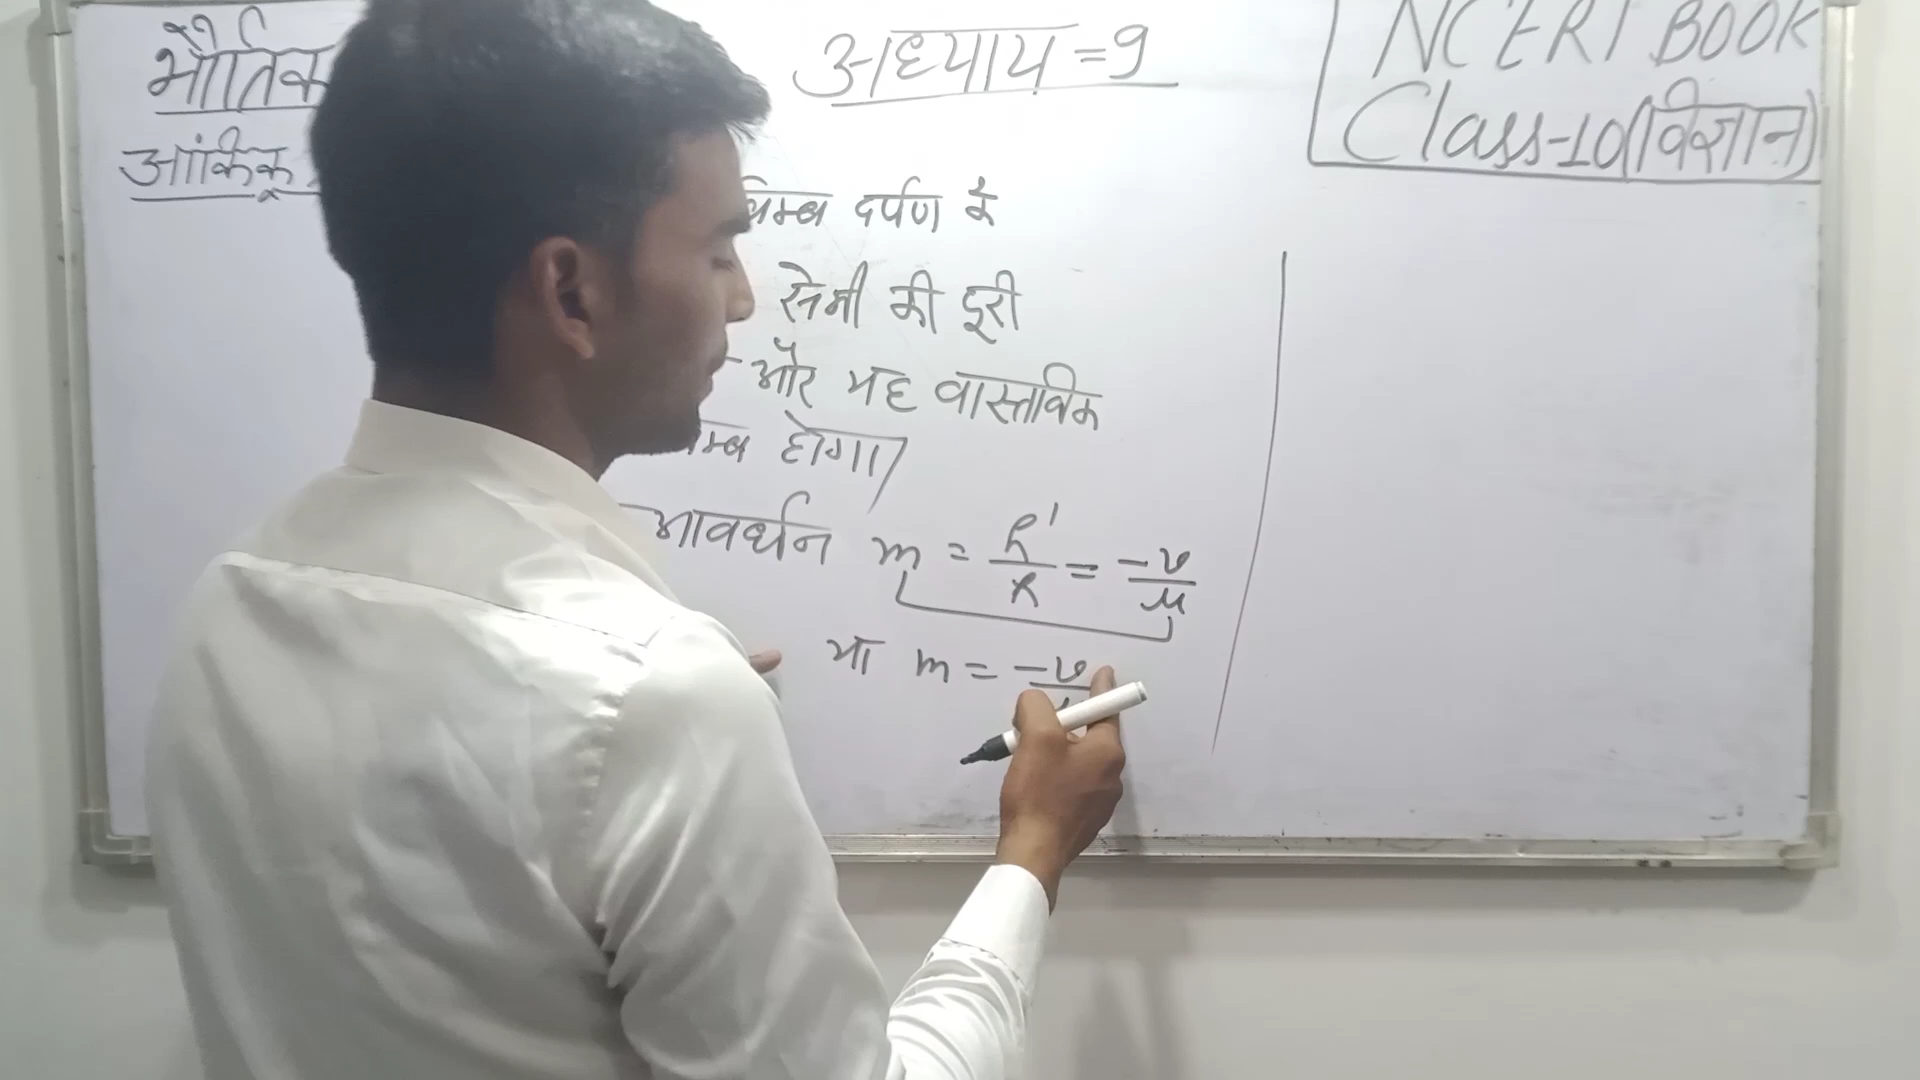 भौतिक
अध्याय = 9
NCERT BOOK
Class-10(विज्ञान)
आंकिक
दर्पण के
सेमी की दूरी
और यह वास्तविक
होगा।
आवर्धन m = h'/h = -v/u
या m = -v